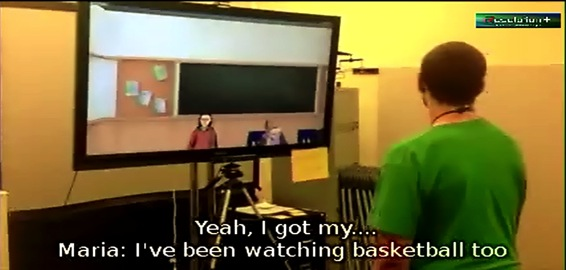 Yeah, I got my....
Maria: I've been watching basketball too